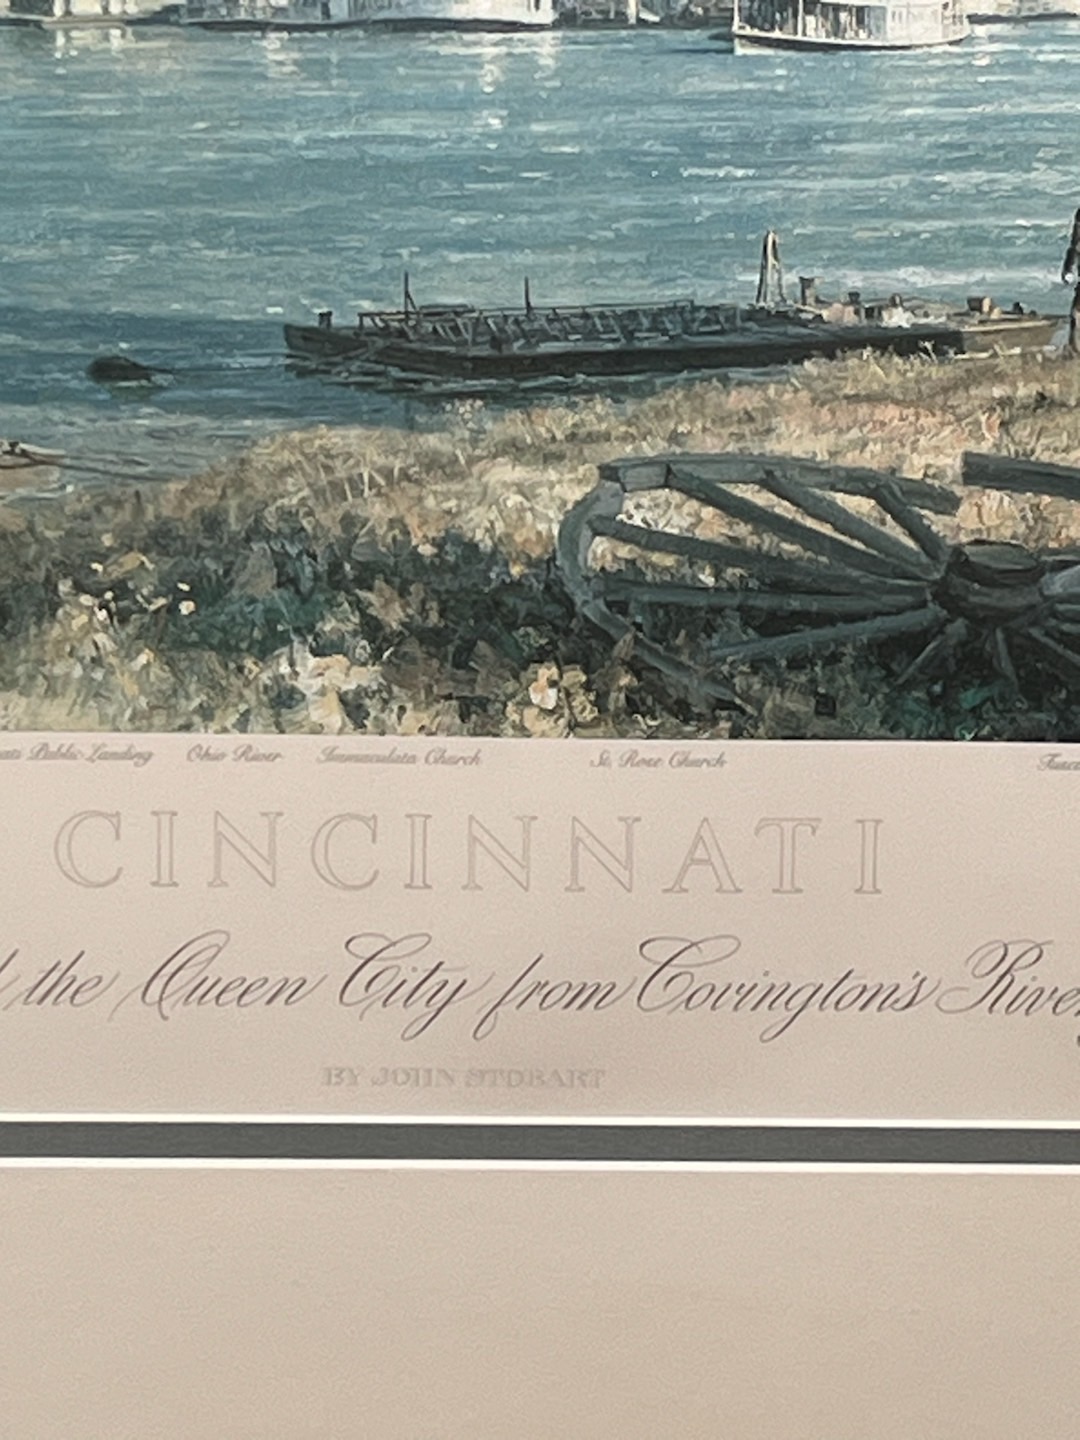 Public Landing Ohio River Immaculata Church St. Rose Church
CINCINNATI
the Queen City from Covington's
BY JOHN STOBART